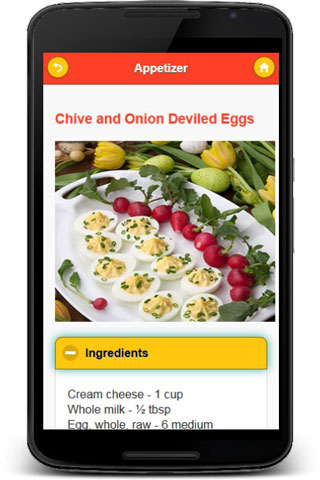 Appetizer
Chive and Onion Deviled Eggs
Ingredients
Cream cheese - 1 cup
Whole milk - ½ tbsp
Egg, whole, raw - 6 medium